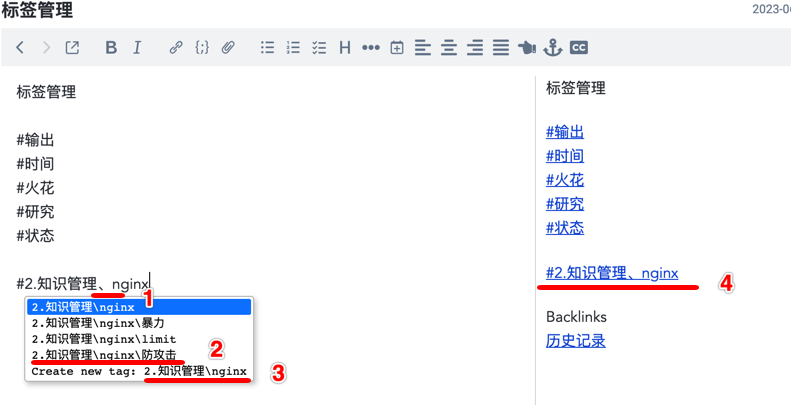 标签管理
2023-06
B I H CC
标签管理
#输出
#时间
#火花
#研究
#状态
#2.知识管理、nginx
1
2.知识管理\nginx
2.知识管理\nginx\暴力
2.知识管理\nginx\limit
2.知识管理\nginx\防攻击
2
Create new tag: 2.知识管理\nginx
3
标签管理
#输出
#时间
#火花
#研究
#状态
#2.知识管理、nginx
4
Backlinks
历史记录